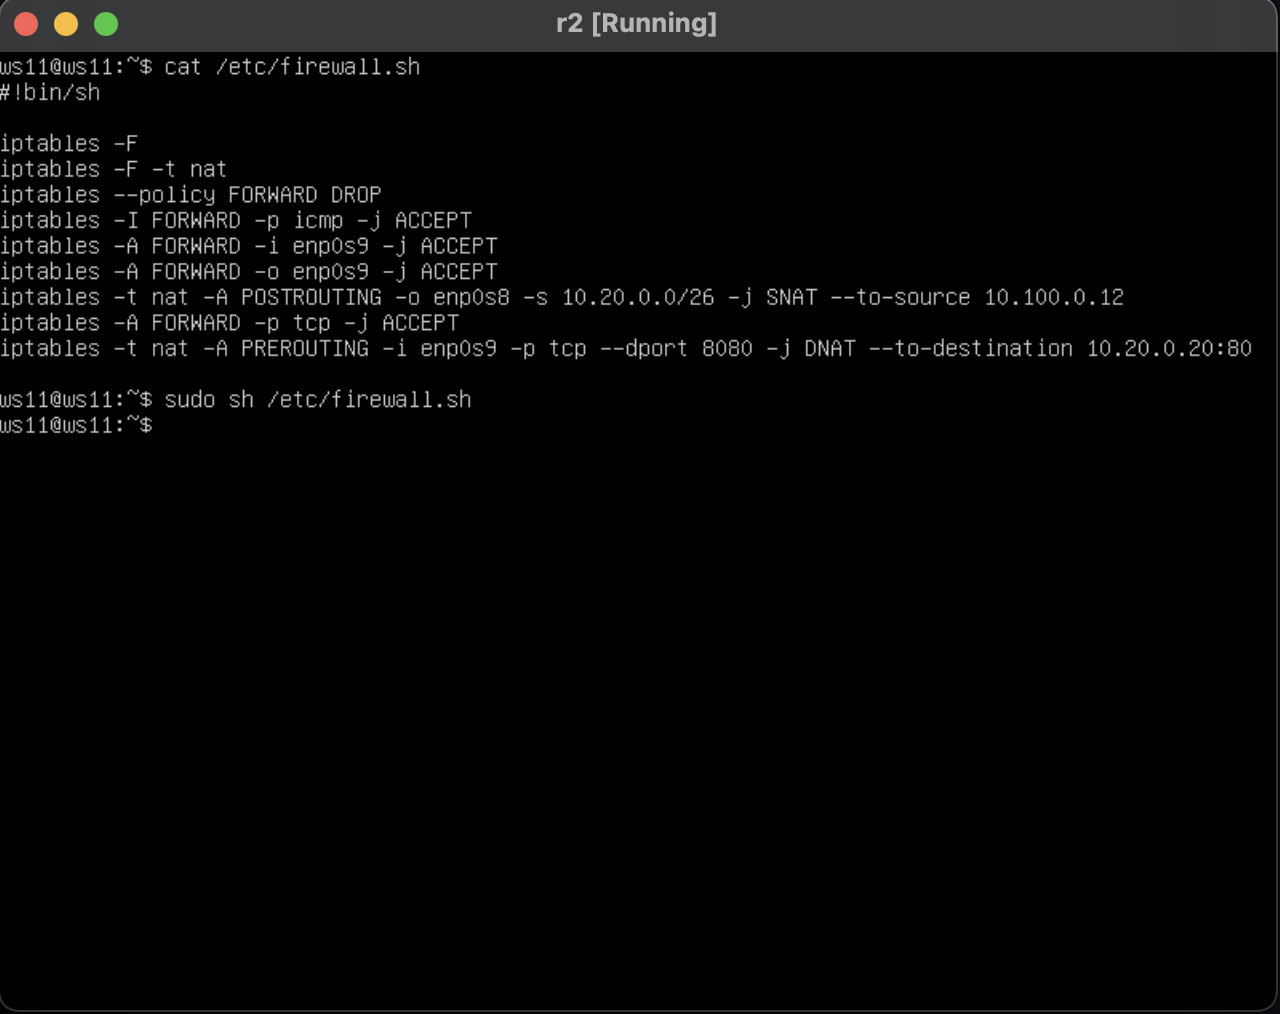 r2 [Running]
ws11@ws11:~$ cat /etc/firewall.sh
#!bin/sh
iptables -F
iptables -F -t nat
iptables --policy FORWARD DROP
iptables -I FORWARD -p icmp -j ACCEPT
iptables -A FORWARD -i enp0s9 -j ACCEPT
iptables -A FORWARD -o enp0s9 -j ACCEPT
iptables -t nat -A POSTROUTING -o enp0s8 -s 10.20.0.0/26 -j SNAT --to-source 10.100.0.12
iptables -A FORWARD -p tcp -j ACCEPT
iptables -t nat -A PREROUTING -i enp0s9 -p tcp --dport 8080 -j DNAT --to-destination 10.20.0.20:80
ws11@ws11:~$ sudo sh /etc/firewall.sh
ws11@ws11:~$